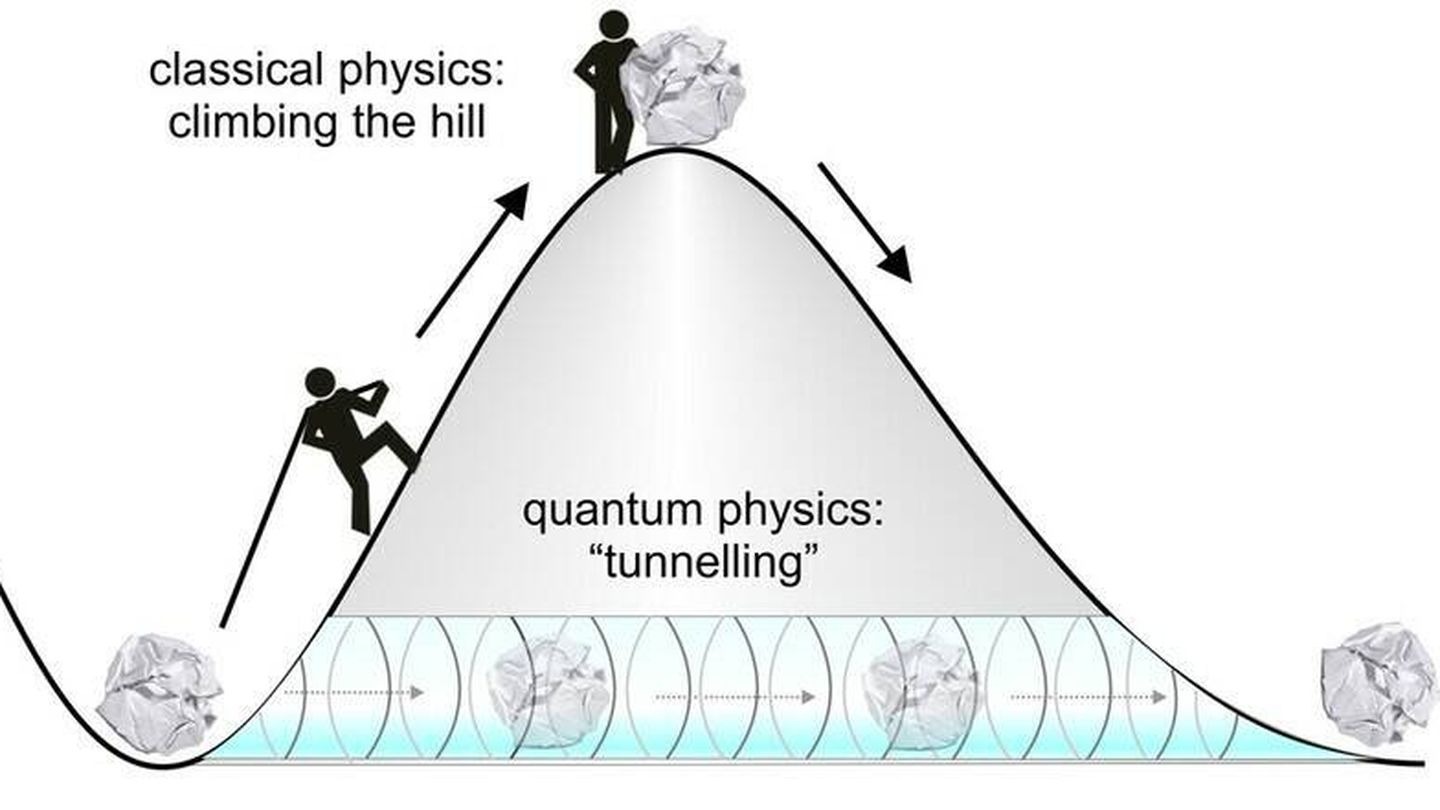 classical physics:
climbing the hill
quantum physics:
“tunnelling”